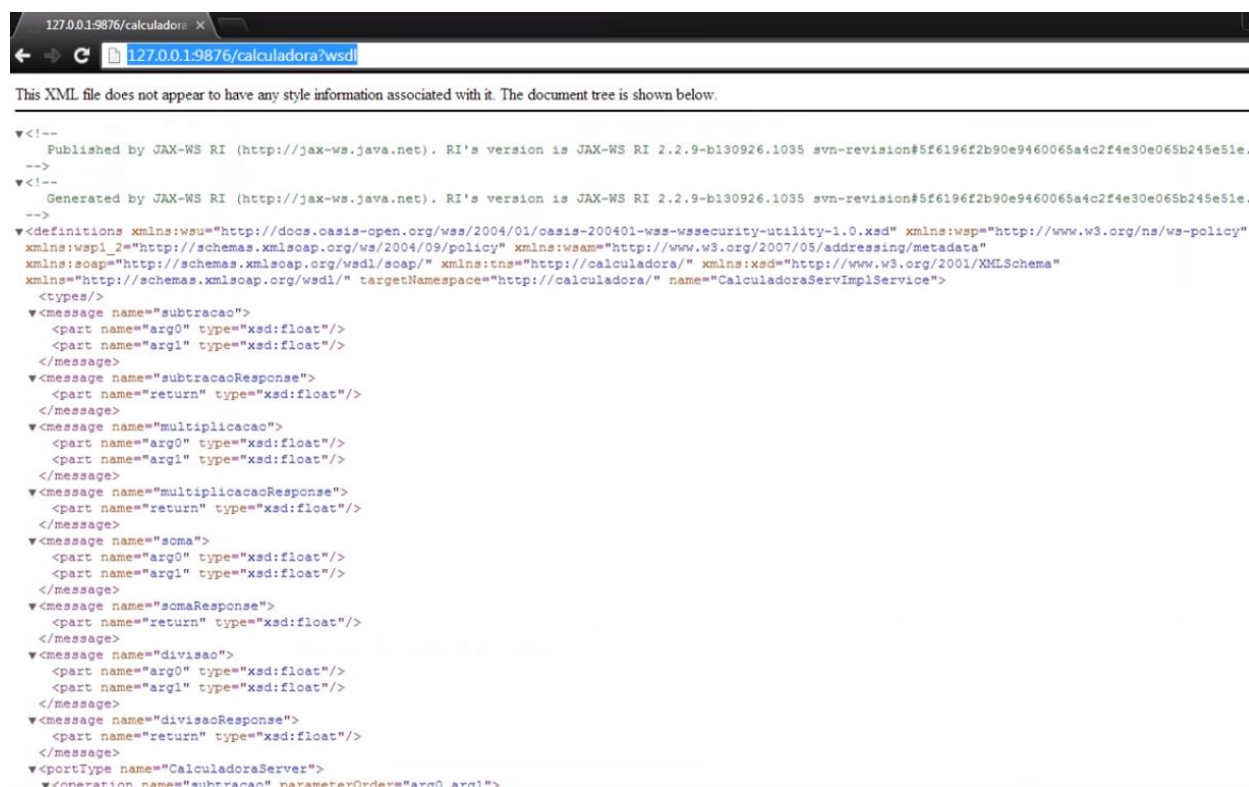 127.0.0.1:9876/calculadora
127.0.0.1:9876/calculadora?wsdl
This XML file does not appear to have any style information associated with it. The document tree is shown below.
▼<!--
Published by JAX-WS RI (http://jax-ws.java.net). RI's version is JAX-WS RI 2.2.9-b130926.1035 svn-revision#5f6196f2b90e9460065a4c2f4e30e065b245e51e.
-->
▼<!--
Generated by JAX-WS RI (http://jax-ws.java.net). RI's version is JAX-WS RI 2.2.9-b130926.1035 svn-revision#5f6196f2b90e9460065a4c2f4e30e065b245e51e.
-->
▼<definitions xmlns:wsu="http://docs.oasis-open.org/wss/2004/01/oasis-200401-wss-wssecurity-utility-1.0.xsd" xmlns:wsp="http://www.w3.org/ns/ws-policy"
xmlns:wsp1_2="http://schemas.xmlsoap.org/ws/2004/09/policy" xmlns:wsam="http://www.w3.org/2007/05/addressing/metadata"
xmlns:soap="http://schemas.xmlsoap.org/wsdl/soap/" xmlns:tns="http://calculadora/" xmlns:xsd="http://www.w3.org/2001/XMLSchema"
xmlns="http://schemas.xmlsoap.org/wsdl/" targetNamespace="http://calculadora/" name="CalculadoraServImplService">
<types/>
▼<message name="subtracao">
<part name="arg0" type="xsd:float"/>
<part name="arg1" type="xsd:float"/>
</message>
▼<message name="subtracaoResponse">
<part name="return" type="xsd:float"/>
</message>
▼<message name="multiplicacao">
<part name="arg0" type="xsd:float"/>
<part name="arg1" type="xsd:float"/>
</message>
▼<message name="multiplicacaoResponse">
<part name="return" type="xsd:float"/>
</message>
▼<message name="soma">
<part name="arg0" type="xsd:float"/>
<part name="arg1" type="xsd:float"/>
</message>
▼<message name="somaResponse">
<part name="return" type="xsd:float"/>
</message>
▼<message name="divisao">
<part name="arg0" type="xsd:float"/>
<part name="arg1" type="xsd:float"/>
</message>
▼<message name="divisaoResponse">
<part name="return" type="xsd:float"/>
</message>
▼<portType name="CalculadoraServer">
▼<operation name="subtracao" parameterOrder="arg0 arg1">